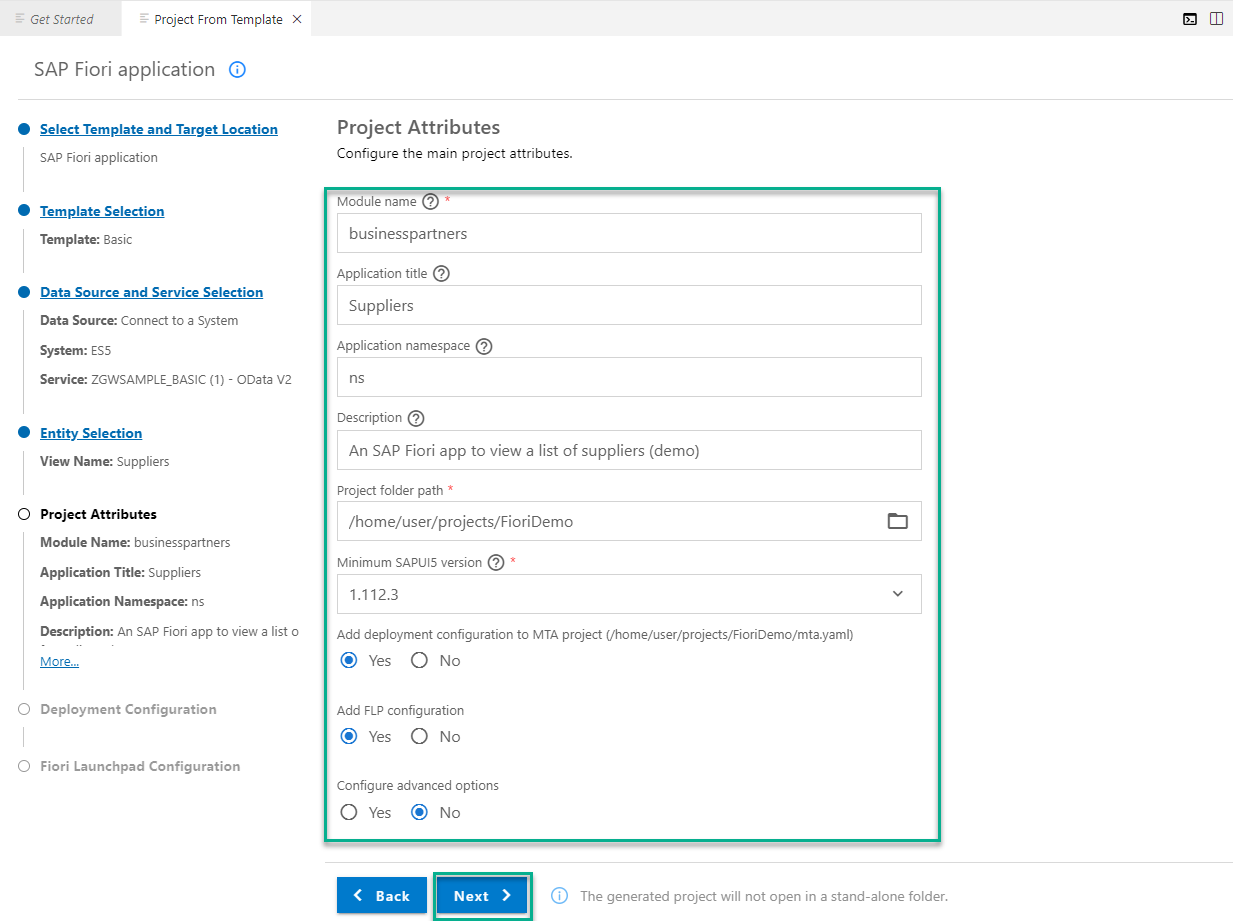 Get Started
Project From Template
SAP Fiori application
Select Template and Target Location
SAP Fiori application
Template Selection
Template: Basic
Data Source and Service Selection
Data Source: Connect to a System
System: ES5
Service: ZGWSAMPLE_BASIC (1) - OData V2
Entity Selection
View Name: Suppliers
Project Attributes
Module Name: businesspartners
Application Title: Suppliers
Application Namespace: ns
Description: An SAP Fiori app to view a list o
More...
Deployment Configuration
Fiori Launchpad Configuration
Project Attributes
Configure the main project attributes.
Module name *
businesspartners
Application title
Suppliers
Application namespace
ns
Description
An SAP Fiori app to view a list of suppliers (demo)
Project folder path *
/home/user/projects/FioriDemo
Minimum SAPUI5 version *
1.112.3
Add deployment configuration to MTA project (/home/user/projects/FioriDemo/mta.yaml)
Yes No
Add FLP configuration
Yes No
Configure advanced options
Yes No
Back Next The generated project will not open in a stand-alone folder.